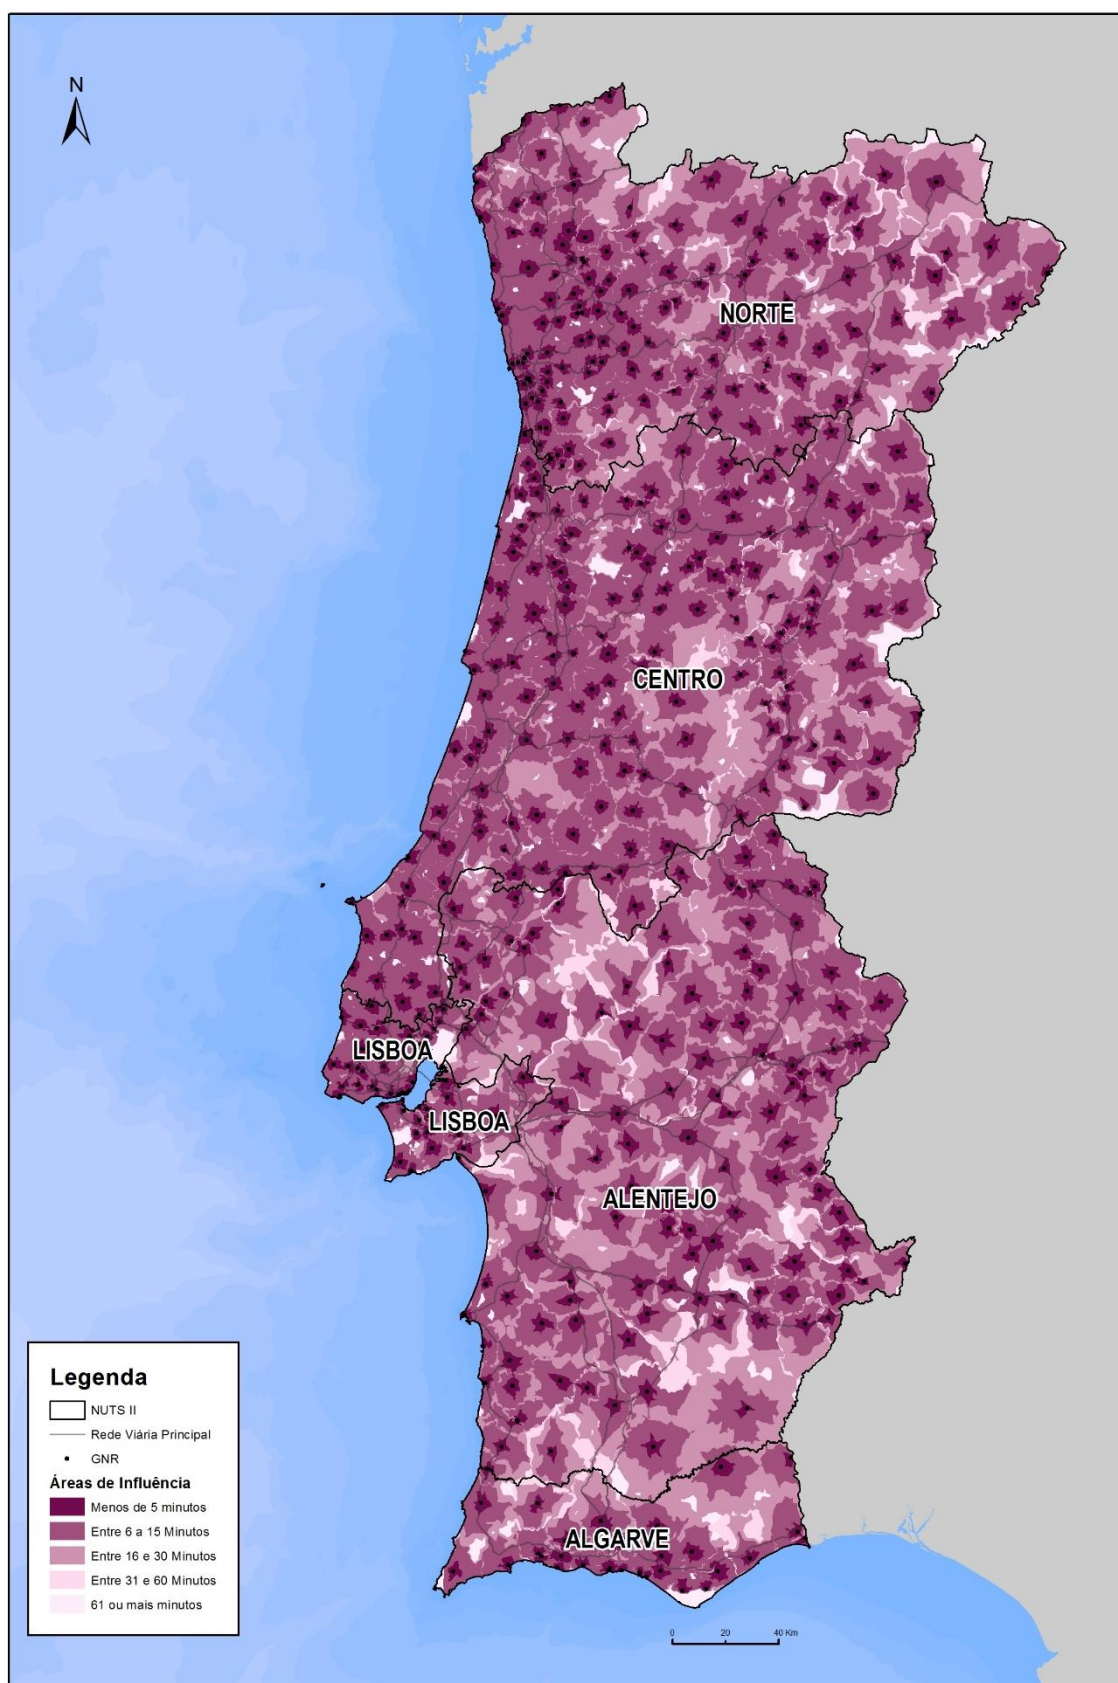 N
NORTE
CENTRO
LISBOA
LISBOA
ALENTEJO
ALGARVE
Legenda
NUTS II
Rede Viária Principal
GNR
Áreas de Influência
Menos de 5 minutos
Entre 6 a 15 Minutos
Entre 16 e 30 Minutos
Entre 31 e 60 Minutos
61 ou mais minutos
0 20 40 Km